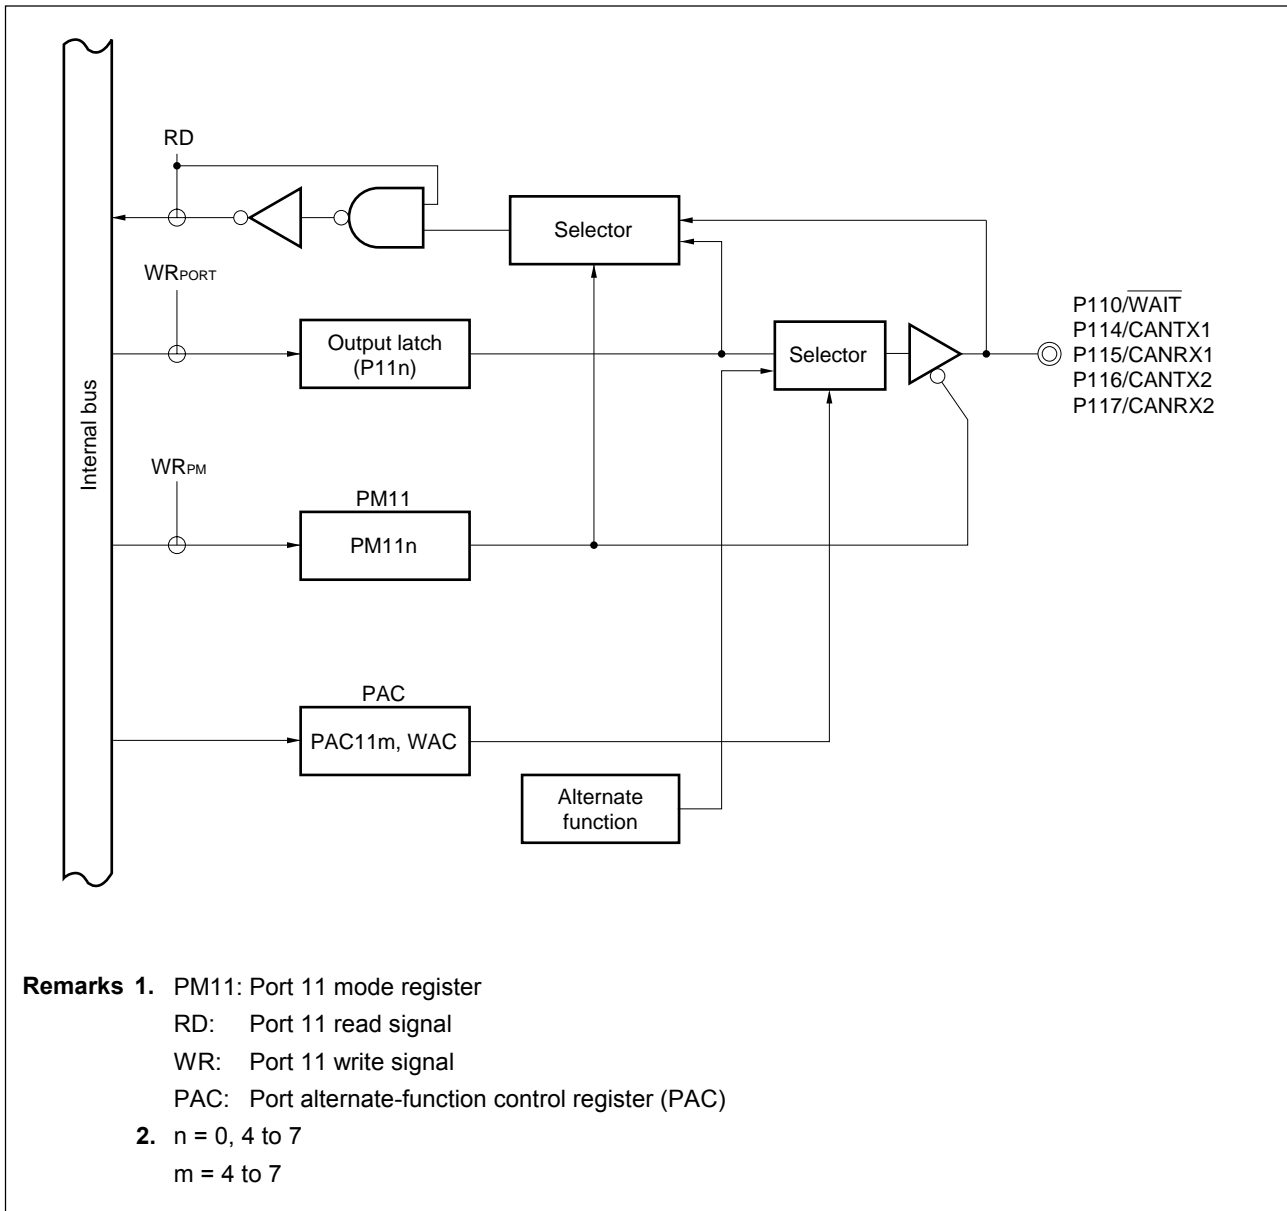 RD
Selector
WRPORT
Output latch
(P11n)
Selector
P110/WAIT
P114/CANTX1
P115/CANRX1
P116/CANTX2
P117/CANRX2
Internal bus
WRPM
PM11
PM11n
PAC
PAC11m, WAC
Alternate
function
Remarks 1. PM11: Port 11 mode register
RD: Port 11 read signal
WR: Port 11 write signal
PAC: Port alternate-function control register (PAC)
2. n = 0, 4 to 7
m = 4 to 7